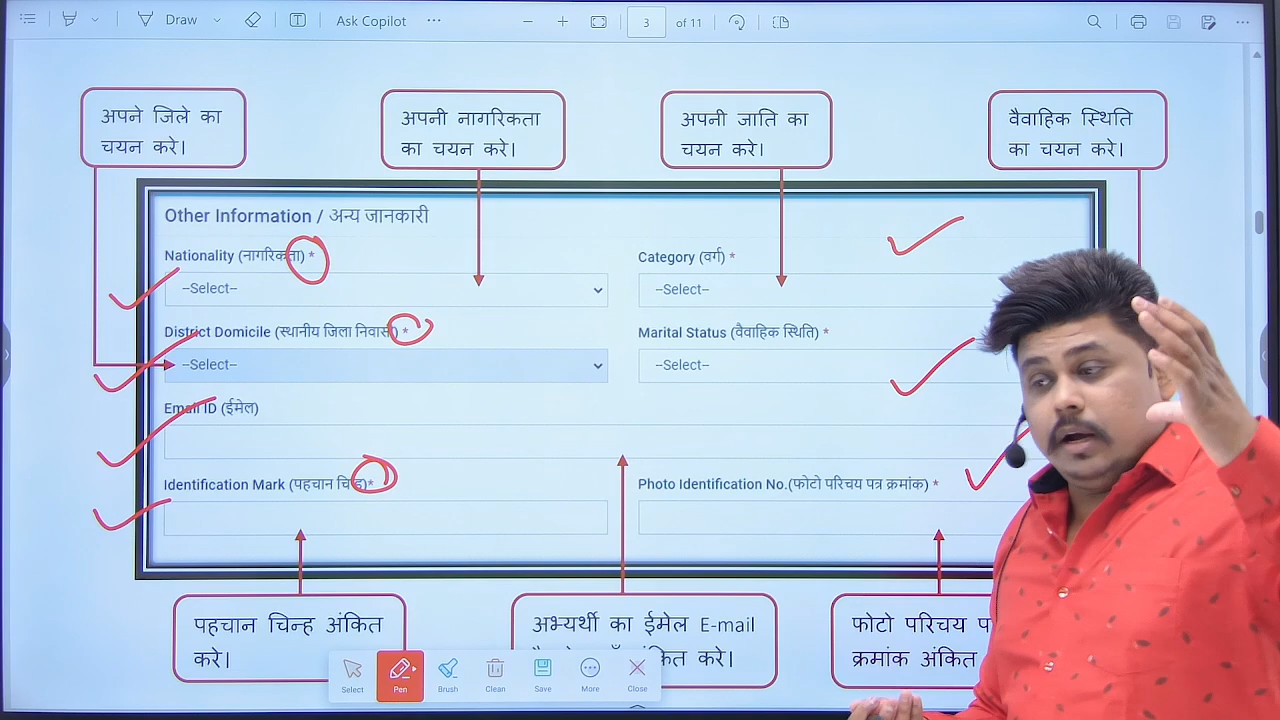 Draw
Ask Copilot
3 of 11
अपने जिले का
चयन करे।
अपनी नागरिकता
का चयन करे।
अपनी जाति का
चयन करे।
वैवाहिक स्थिति
का चयन करे।
Other Information / अन्य जानकारी
Nationality (नागरिकता) *
--Select--
Category (वर्ग) *
--Select--
District Domicile (स्थानीय जिला निवासी) *
--Select--
Marital Status (वैवाहिक स्थिति) *
--Select--
Email ID (ईमेल)
Identification Mark (पहचान चिन्ह)*
Photo Identification No.(फोटो परिचय पत्र क्रमांक) *
पहचान चिन्ह अंकित
करे।
अभ्यर्थी का ईमेल E-mail
अंकित करे।
फोटो परिचय
क्रमांक अंकित
Select
Pen
Brush
Clean
Save
More
Close